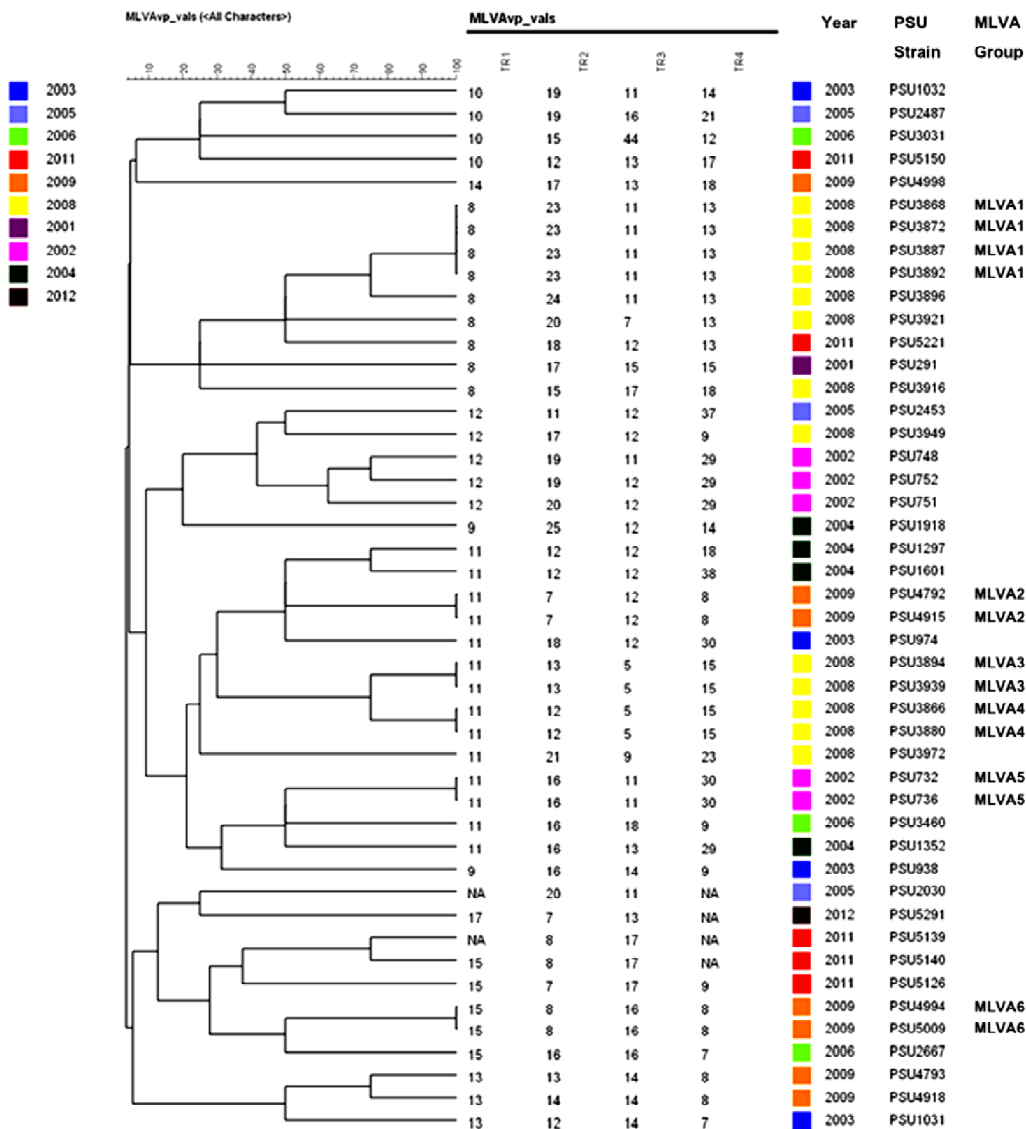 MLVAvp_vals (<All Characters>) MLVAvp_vals Year PSU MLVA
Strain Group
10 20 30 40 50 60 70 80 90 100 TR1 TR2 TR3 TR4
2003 10 19 11 14 2003 PSU1032
2005 10 19 16 21 2005 PSU2487
2006 10 15 44 12 2006 PSU3031
2011 10 12 13 17 2011 PSU5150
2009 14 17 13 18 2009 PSU4998
2008 8 23 11 13 2008 PSU3868 MLVA1
2001 8 23 11 13 2008 PSU3872 MLVA1
2002 8 23 11 13 2008 PSU3887 MLVA1
2004 8 23 11 13 2008 PSU3892 MLVA1
2012 8 24 11 13 2008 PSU3896
8 20 7 13 2008 PSU3921
8 18 12 13 2011 PSU5221
8 17 15 15 2001 PSU291
8 15 17 18 2008 PSU3916
12 11 12 37 2005 PSU2453
12 17 12 9 2008 PSU3949
12 19 11 29 2002 PSU748
12 19 12 29 2002 PSU752
12 20 12 29 2002 PSU751
9 25 12 14 2004 PSU1918
11 12 12 18 2004 PSU1297
11 12 12 38 2004 PSU1601
11 7 12 8 2009 PSU4792 MLVA2
11 7 12 8 2009 PSU4915 MLVA2
11 18 12 30 2003 PSU974
11 13 5 15 2008 PSU3894 MLVA3
11 13 5 15 2008 PSU3939 MLVA3
11 12 5 15 2008 PSU3866 MLVA4
11 12 5 15 2008 PSU3880 MLVA4
11 21 9 23 2008 PSU3972
11 16 11 30 2002 PSU732 MLVA5
11 16 11 30 2002 PSU736 MLVA5
11 16 18 9 2006 PSU3460
11 16 13 29 2004 PSU1352
9 16 14 9 2003 PSU938
NA 20 11 NA 2005 PSU2030
17 7 13 NA 2012 PSU5291
NA 8 17 NA 2011 PSU5139
15 8 17 NA 2011 PSU5140
15 7 17 9 2011 PSU5126
15 8 16 8 2009 PSU4994 MLVA6
15 8 16 8 2009 PSU5009 MLVA6
15 16 16 7 2006 PSU2667
13 13 14 8 2009 PSU4793
13 14 14 8 2009 PSU4918
13 12 14 7 2003 PSU1031